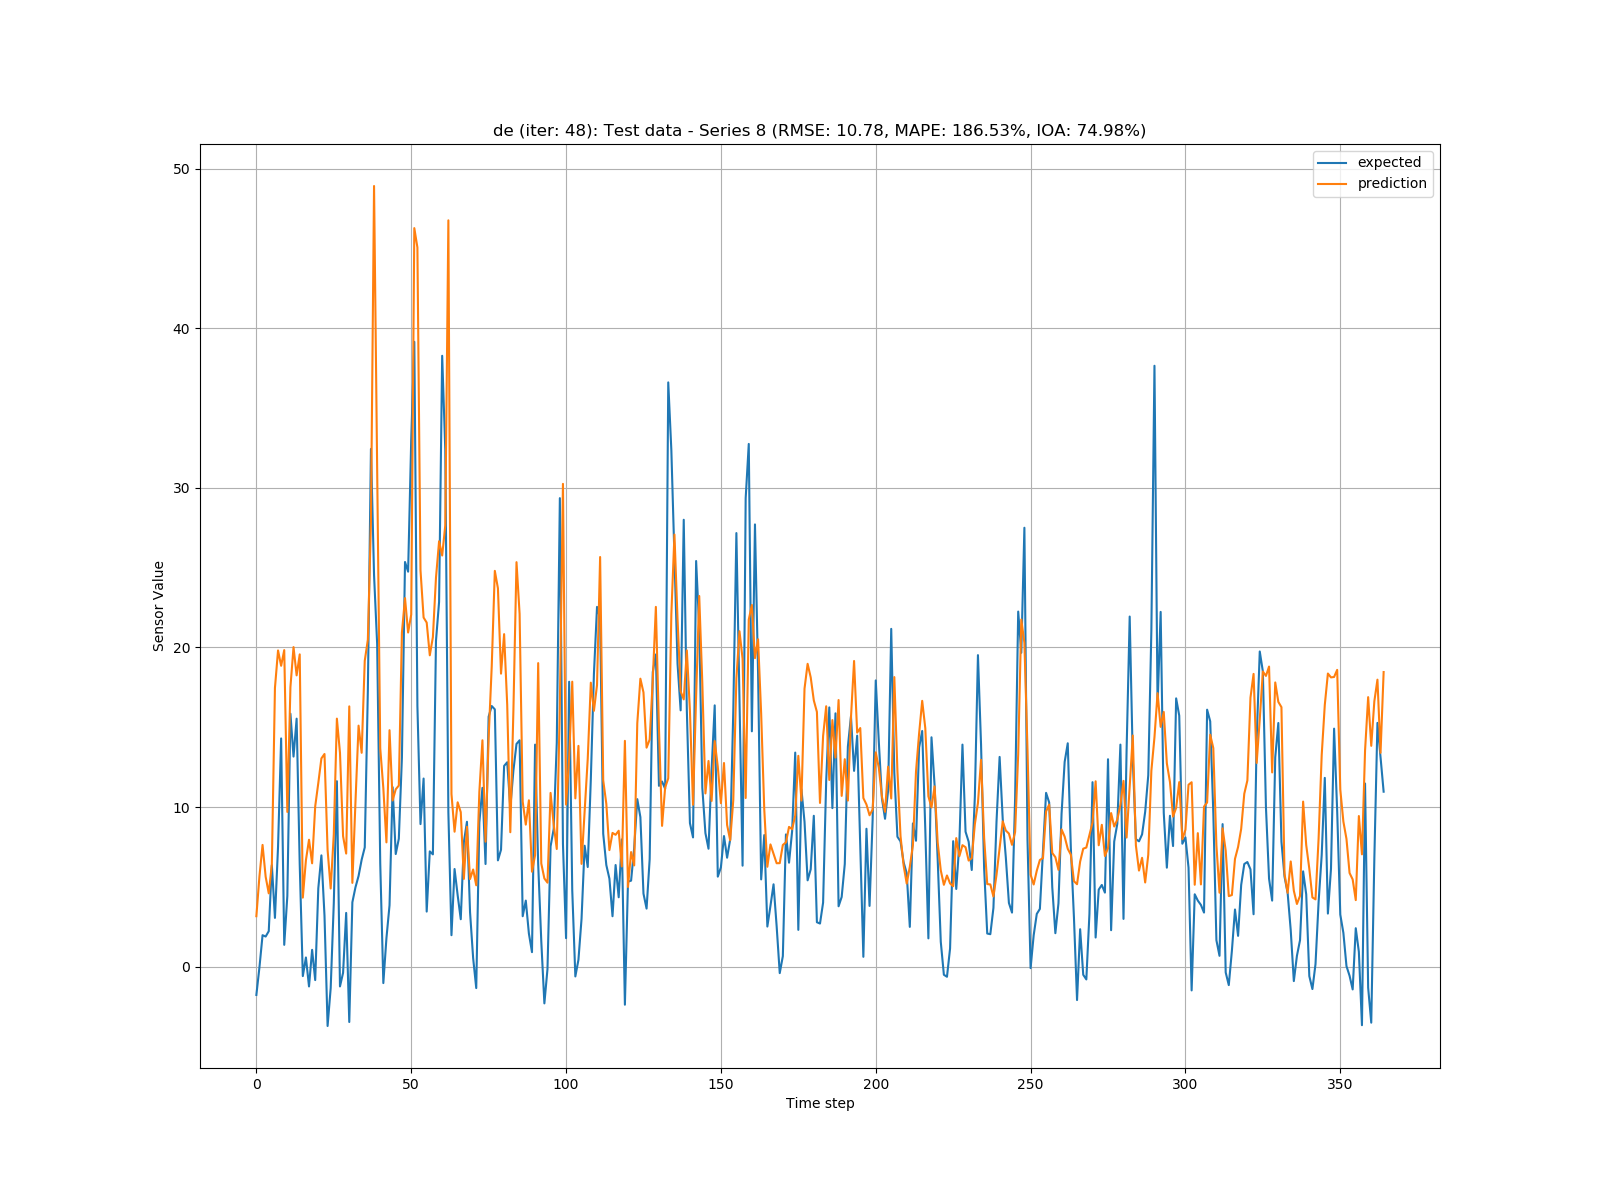 de (iter: 48): Test data - Series 8 (RMSE: 10.78, MAPE: 186.53%, IOA: 74.98%)
expected
prediction
50
40
30
20
10
0
Sensor Value
0 50 100 150 200 250 300 350
Time step